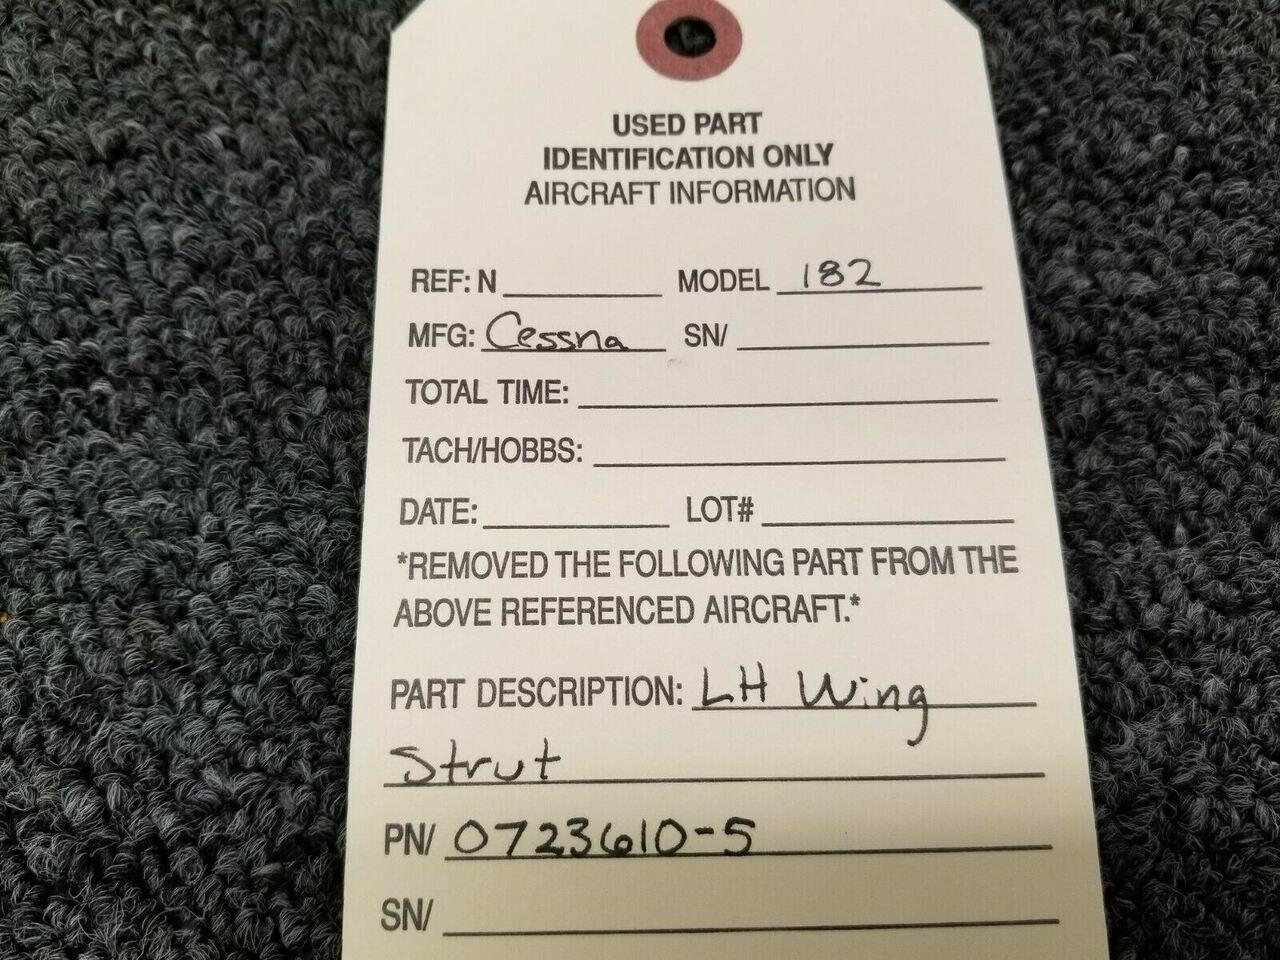 USED PART
IDENTIFICATION ONLY
AIRCRAFT INFORMATION
REF: N MODEL 182
MFG: Cessna SN/
TOTAL TIME:
TACH/HOBBS:
DATE: LOT#
*REMOVED THE FOLLOWING PART FROM THE
ABOVE REFERENCED AIRCRAFT.*
PART DESCRIPTION: LH Wing
Strut
PN/ 0723610-5
SN/